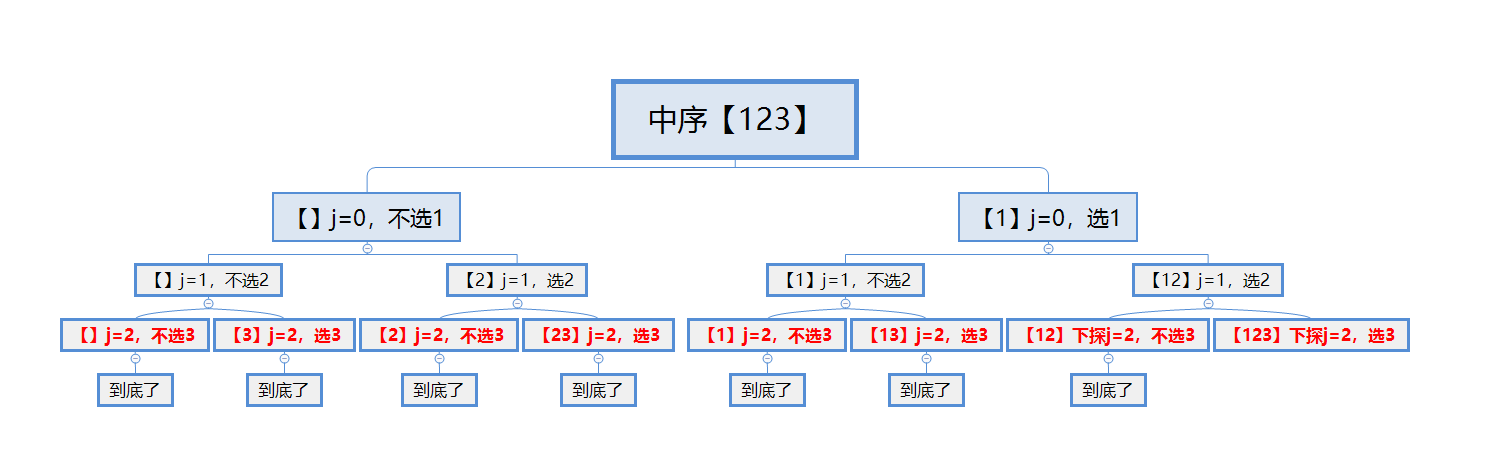 中序【123】
【】j=0，不选1
【1】j=0，选1
【】j=1，不选2
【2】j=1，选2
【1】j=1，不选2
【12】j=1，选2
【】j=2，不选3
【3】j=2，选3
【2】j=2，不选3
【23】j=2，选3
【1】j=2，不选3
【13】j=2，选3
【12】下探j=2，不选3
【123】下探j=2，选3
到底了
到底了
到底了
到底了
到底了
到底了
到底了